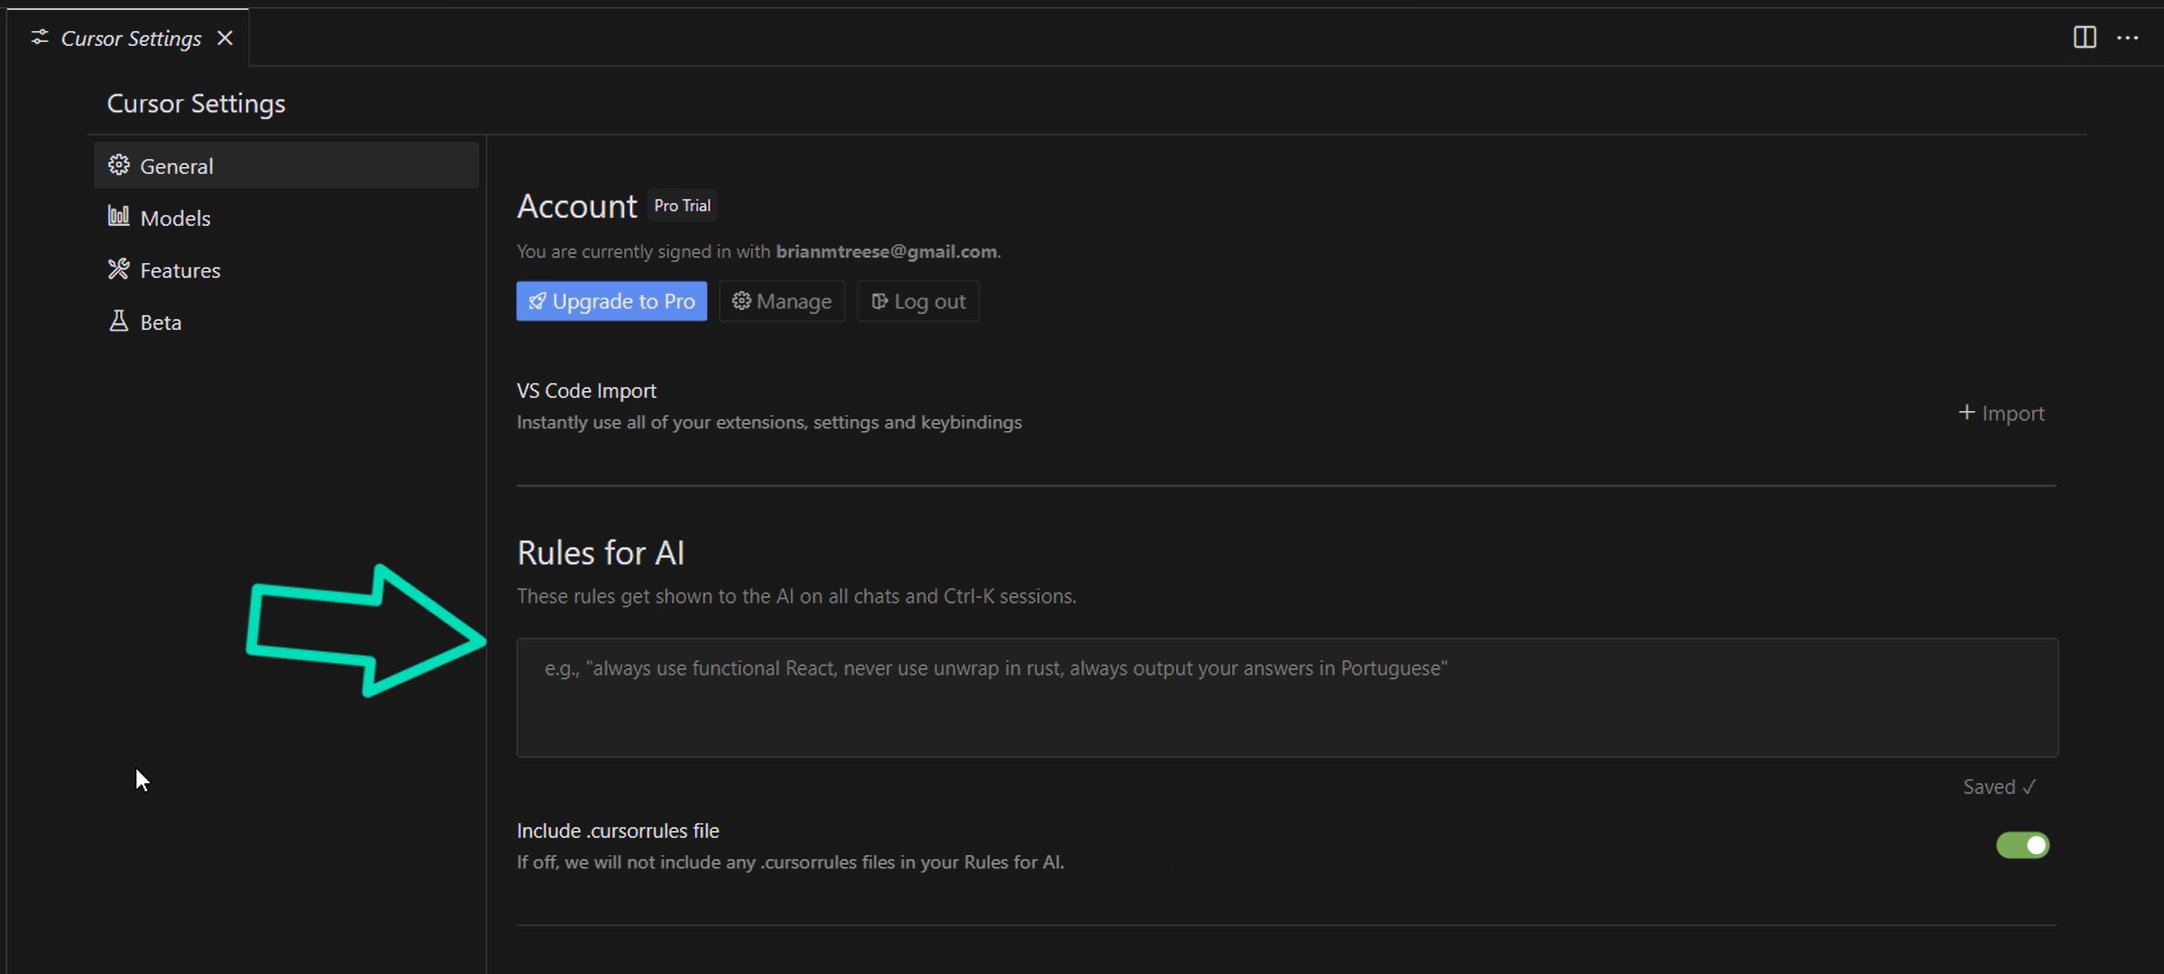 Cursor Settings
Cursor Settings
General
Models
Features
Beta
Account Pro Trial
You are currently signed in with brianmtreese@gmail.com.
Upgrade to Pro Manage Log out
VS Code Import
Instantly use all of your extensions, settings and keybindings
+ Import
Rules for AI
These rules get shown to the AI on all chats and Ctrl-K sessions.
e.g., "always use functional React, never use unwrap in rust, always output your answers in Portuguese"
Saved ✓
Include .cursorrules file
If off, we will not include any .cursorrules files in your Rules for AI.